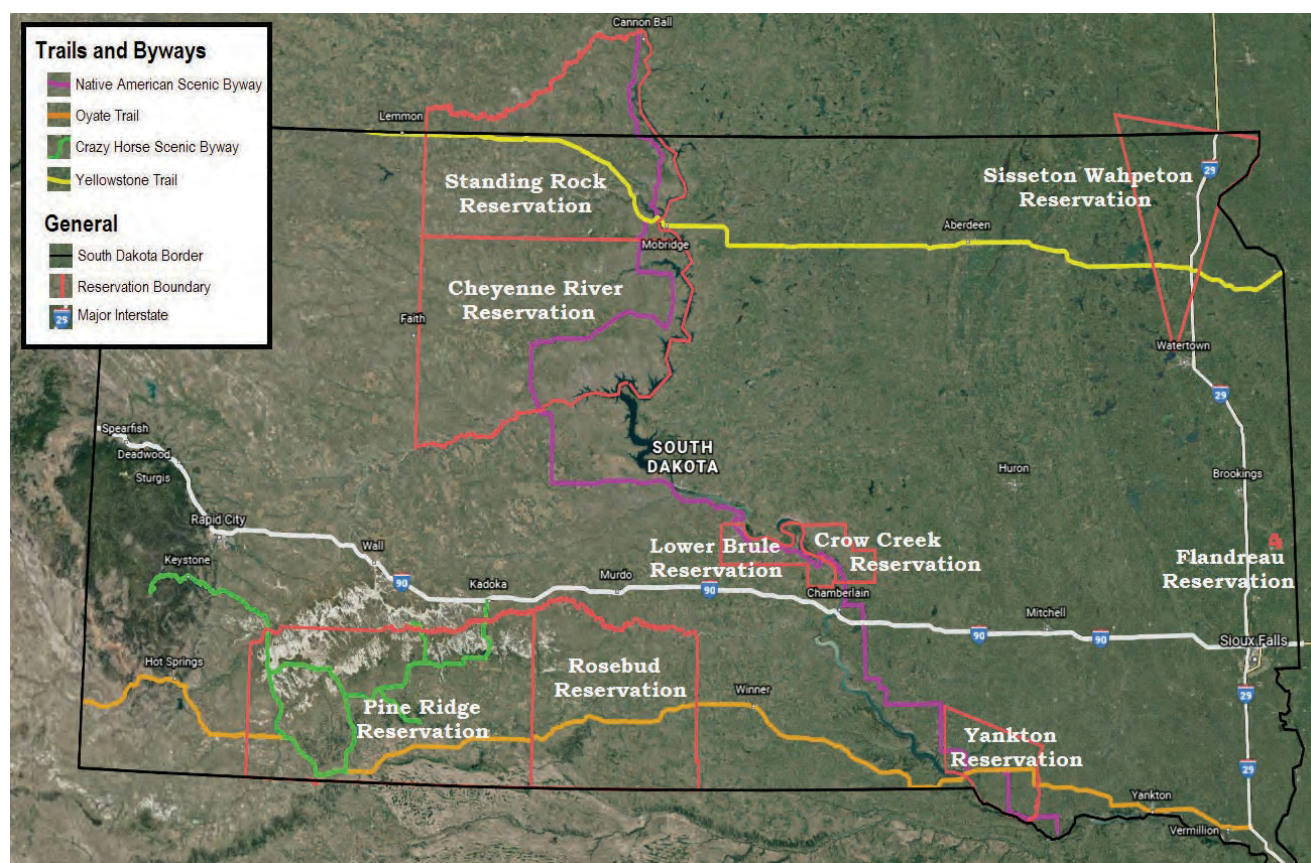 Trails and Byways
Native American Scenic Byway
Oyate Trail
Crazy Horse Scenic Byway
Yellowstone Trail
General
South Dakota Border
Reservation Boundary
29
Major Interstate
Cannon Ball
Lemmon
Standing Rock
Reservation
Sisseton Wahpeton
Reservation
29
Aberdeen
Mobridge
Cheyenne River
Reservation
Faith
Watertown
29
Spearfish
Deadwood
Sturgis
SOUTH
DAKOTA
Huron
Brookings
Rapid City
Wall
Keystone
90
Kadoka
Murdo
90
Lower Brule
Reservation
Crow Creek
Reservation
Chamberlain
Flandreau
Reservation
Mitchell
90
90
Sioux Falls
Hot Springs
Rosebud
Reservation
Winner
29
Pine Ridge
Reservation
Yankton
Reservation
29
Yankton
Vermillion